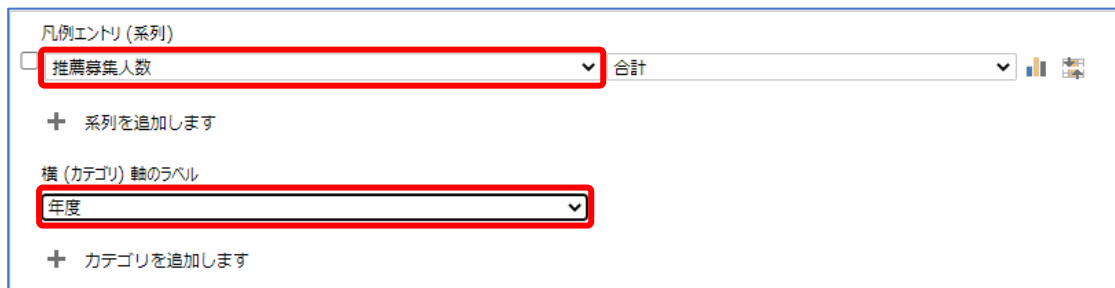 凡例エントリ (系列)
推薦募集人数 合計
系列を追加します
横 (カテゴリ) 軸のラベル
年度
カテゴリを追加します